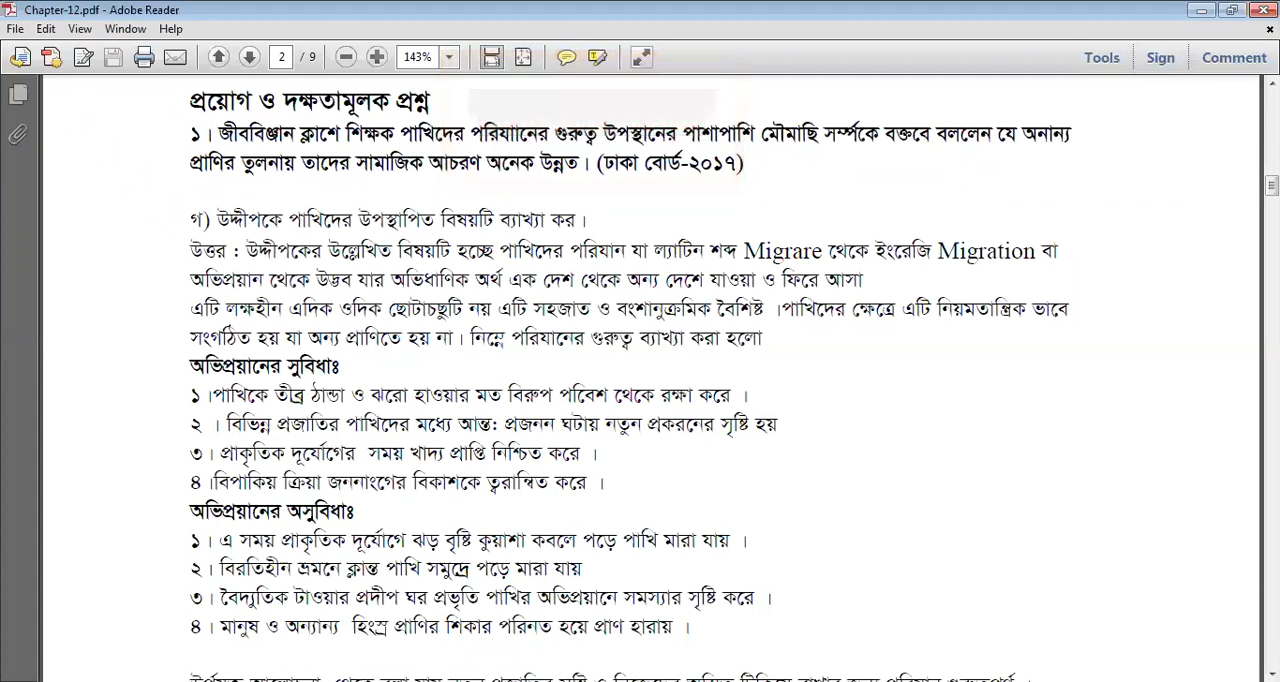 Chapter-12.pdf - Adobe Reader
File Edit View Window Help
2 / 9 143% Tools Sign Comment
প্রয়োগ ও দক্ষতামূলক প্রশ্ন
১। জীববিঞ্জান ক্লাশে শিক্ষক পাখিদের পরিযাানের গুরুত্ব উপস্থানের পাশাপাশি মৌমাছি সর্ম্পকে বক্তবে বললেন যে অনান্য
প্রাণির তুলনায় তাদের সামাজিক আচরণ অনেক উন্নত। (ঢাকা বোর্ড-২০১৭)
গ) উদ্দীপকে পাখিদের উপস্থাপিত বিষয়টি ব্যাখ্যা কর।
উত্তর : উদ্দীপকের উল্লেখিত বিষয়টি হচ্ছে পাখিদের পরিযান যা ল্যাটিন শব্দ Migrare থেকে ইংরেজি Migration বা
অভিপ্রয়ান থেকে উদ্ভব যার অভিধাণিক অর্থ এক দেশ থেকে অন্য দেশে যাওয়া ও ফিরে আসা
এটি লক্ষহীন এদিক ওদিক ছোটাচছুটি নয় এটি সহজাত ও বংশানুক্রমিক বৈশিষ্ট ।পাখিদের ক্ষেত্রে এটি নিয়মতান্ত্রিক ভাবে
সংগঠিত হয় যা অন্য প্রাণিতে হয় না। নিম্নে পরিযানের গুরুত্ব ব্যাখ্যা করা হলো
অভিপ্রয়ানের সুবিধাঃ
১।পাখিকে তীব্র ঠান্ডা ও ঝরো হাওয়ার মত বিরুপ পবিেশ থেকে রক্ষা করে ।
২ । বিভিন্ন প্রজাতির পাখিদের মধ্যে আন্ত: প্রজনন ঘটায় নতুন প্রকরনের সৃষ্টি হয়
৩। প্রাকৃতিক দূর্যোগের সময় খাদ্য প্রাপ্তি নিশ্চিত করে ।
৪।বিপাকিয় ক্রিয়া জননাংগের বিকাশকে ত্বরান্বিত করে ।
অভিপ্রয়ানের অসুবিধাঃ
১। এ সময় প্রাকৃতিক দূর্যোগে ঝড় বৃষ্টি কুয়াশা কবলে পড়ে পাখি মারা যায় ।
২। বিরতিহীন ভ্রমনে ক্লান্ত পাখি সমুদ্রে পড়ে মারা যায়
৩। বৈদ্যুতিক টাওয়ার প্রদীপ ঘর প্রভৃতি পাখির অভিপ্রয়ানে সমস্যার সৃষ্টি করে ।
৪। মানুষ ও অন্যান্য হিংস্র প্রাণির শিকার পরিনত হয়ে প্রাণ হারায় ।